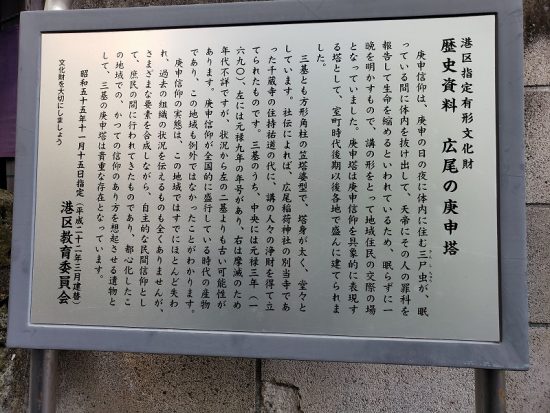 港区指定有形文化財
歴史資料 広尾の庚申塔
庚申信仰は、庚申の日の夜に体内に住む三尸虫が、眠
っている間に体内を抜け出して、天帝にその人の罪科を
報告して生命を縮めるといわれているため、眠らずに一
晩を明かすもので、講の形をとって地域住民の交際の場
となっていました。庚申塔は庚申信仰を具象的に表現す
る塔として、室町時代後期以後各地で盛んに建てられま
した。
三基とも方形角柱の笠塔婆型で、塔身が太く、堂々と
しています。社伝によれば、広尾稲荷神社の別当寺であ
った千蔵寺の住持祐道の代に、講の人々の浄財を得て立
てられたものです。三基のうち、中央には元禄三年(一
六九〇)、左には元禄九年の年号があり、右は摩滅のため
年代不詳ですが、状況から左の二基よりも古い可能性が
あります。庚申信仰が全国的に盛行している時代の産物
であり、この地域も例外ではなかったことがわかります。
庚申信仰の実態は、この地域ではすでにほとんど失わ
れ、過去の組織の状況を伝えるものも全くありませんが、
さまざまな要素を合成しながら、自主的な民間信仰とし
て、庶民の間に行われてきたものであり、都心化したこ
の地域での、かつての信仰のあり方を想起させる遺物と
して、三基の庚申塔は貴重な存在となっています。
昭和五十五年十一月十五日指定(平成二十二年三月建替)
港区教育委員会
文化財を大切にしましょう